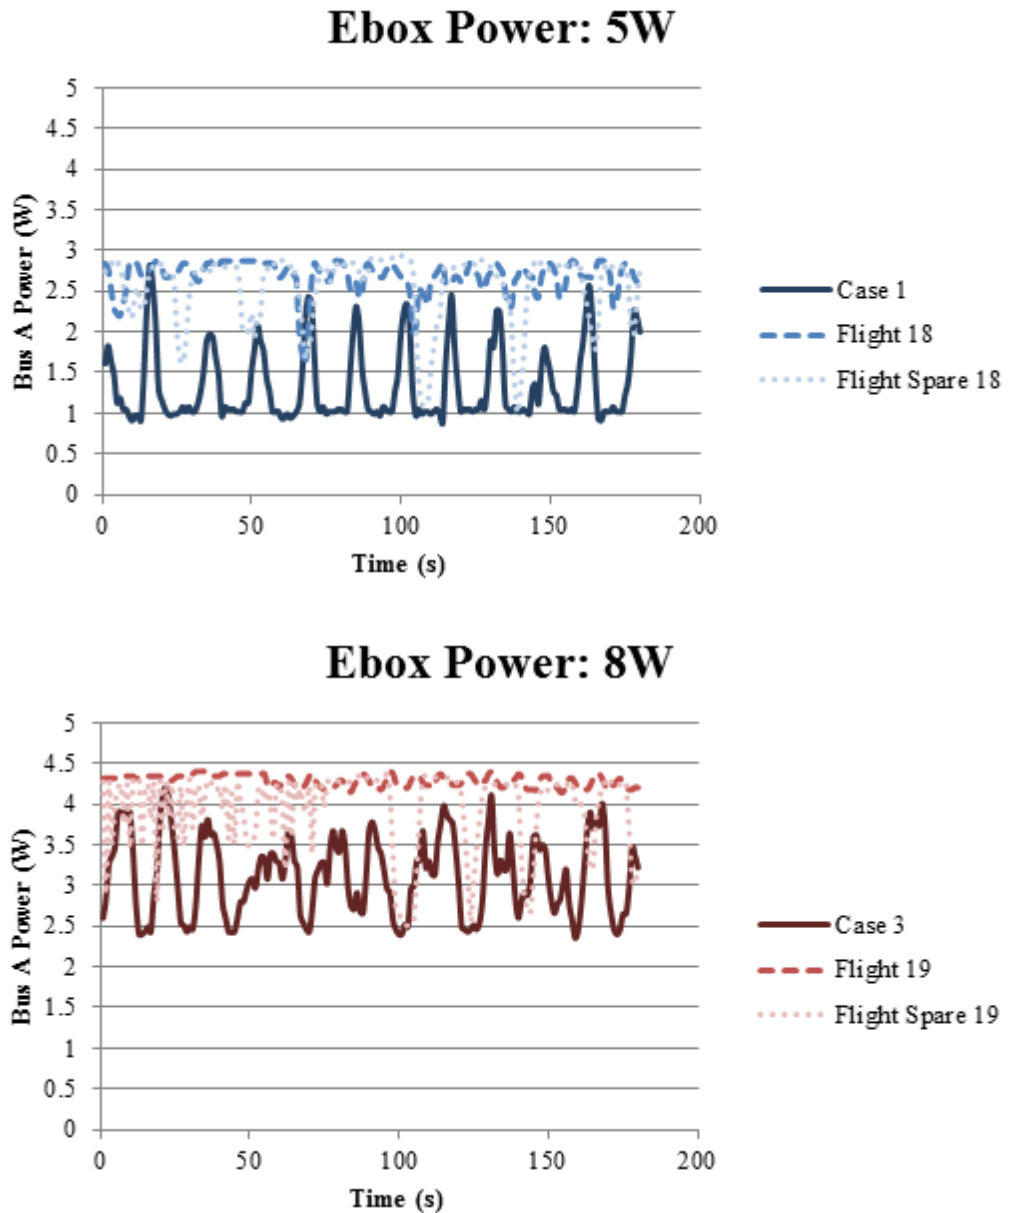 Ebox Power: 5W
5
4.5
4
3.5
3
2.5
2
1.5
1
0.5
0
Bus A Power (W)
0 50 100 150 200
Time (s)
Case 1
Flight 18
Flight Spare 18
Ebox Power: 8W
5
4.5
4
3.5
3
2.5
2
1.5
1
0.5
0
Bus A Power (W)
0 50 100 150 200
Time (s)
Case 3
Flight 19
Flight Spare 19